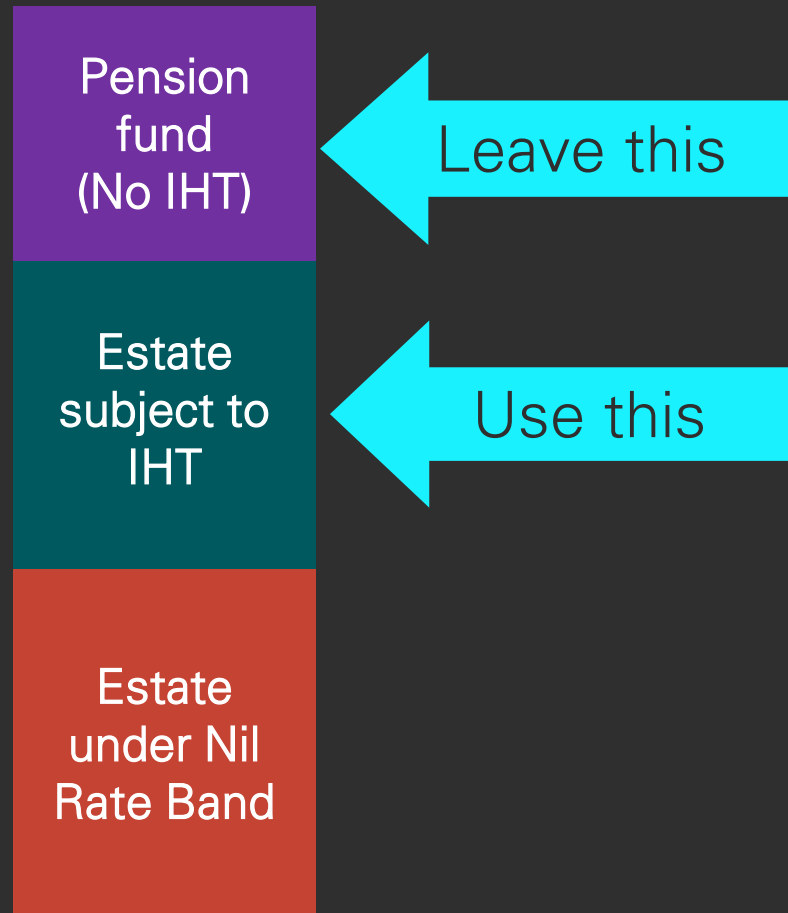 Pension
fund
(No IHT)
Leave this
Estate
subject to
IHT
Use this
Estate
under Nil
Rate Band